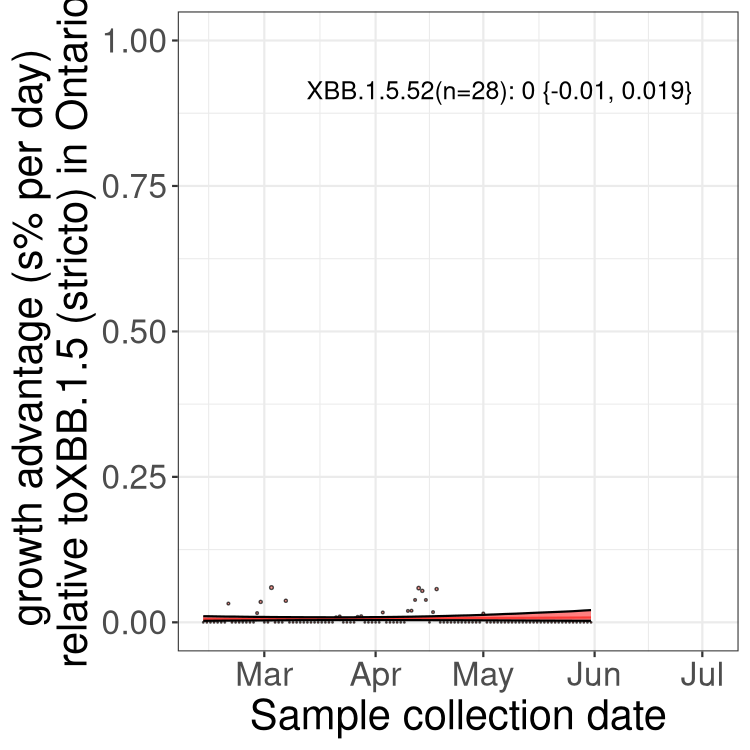 growth advantage (s% per day)
relative toXBB.1.5 (stricto) in Ontario
1.00
0.75
0.50
0.25
0.00
XBB.1.5.52(n=28): 0 {-0.01, 0.019}
Mar Apr May Jun Jul
Sample collection date